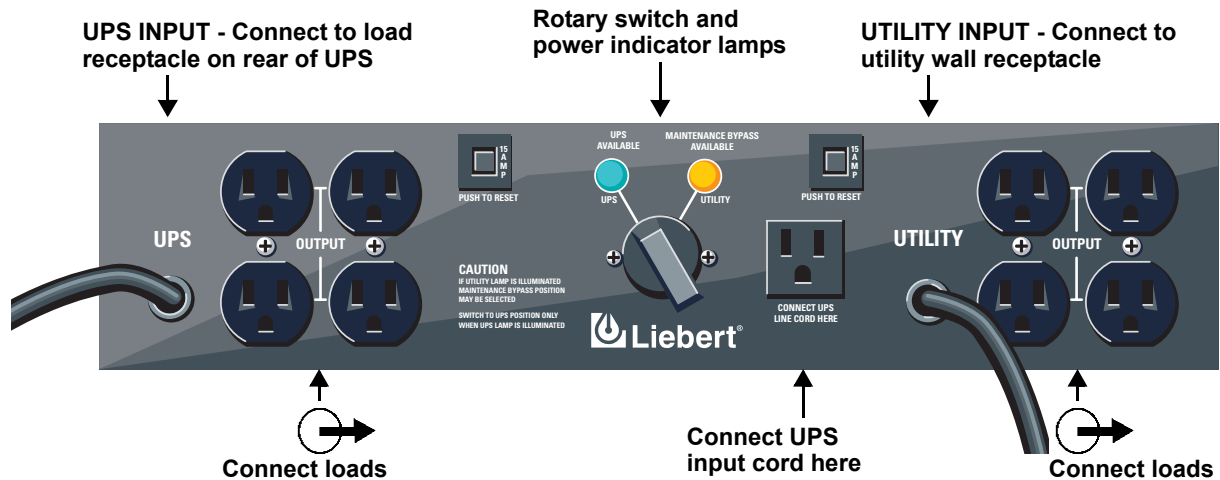 UPS INPUT - Connect to load
receptacle on rear of UPS
Rotary switch and
power indicator lamps
UTILITY INPUT - Connect to
utility wall receptacle
15
A
M
P
PUSH TO RESET
UPS
AVAILABLE
MAINTENANCE BYPASS
AVAILABLE
UPS
UTILITY
15
A
M
P
PUSH TO RESET
UPS
OUTPUT
UTILITY
OUTPUT
CAUTION
IF UTILITY LAMP IS ILLUMINATED
MAINTENANCE BYPASS POSITION
MAY BE SELECTED
SWITCH TO UPS POSITION ONLY
WHEN UPS LAMP IS ILLUMINATED
CONNECT UPS
LINE CORD HERE
Liebert®
Connect loads
Connect UPS
input cord here
Connect loads